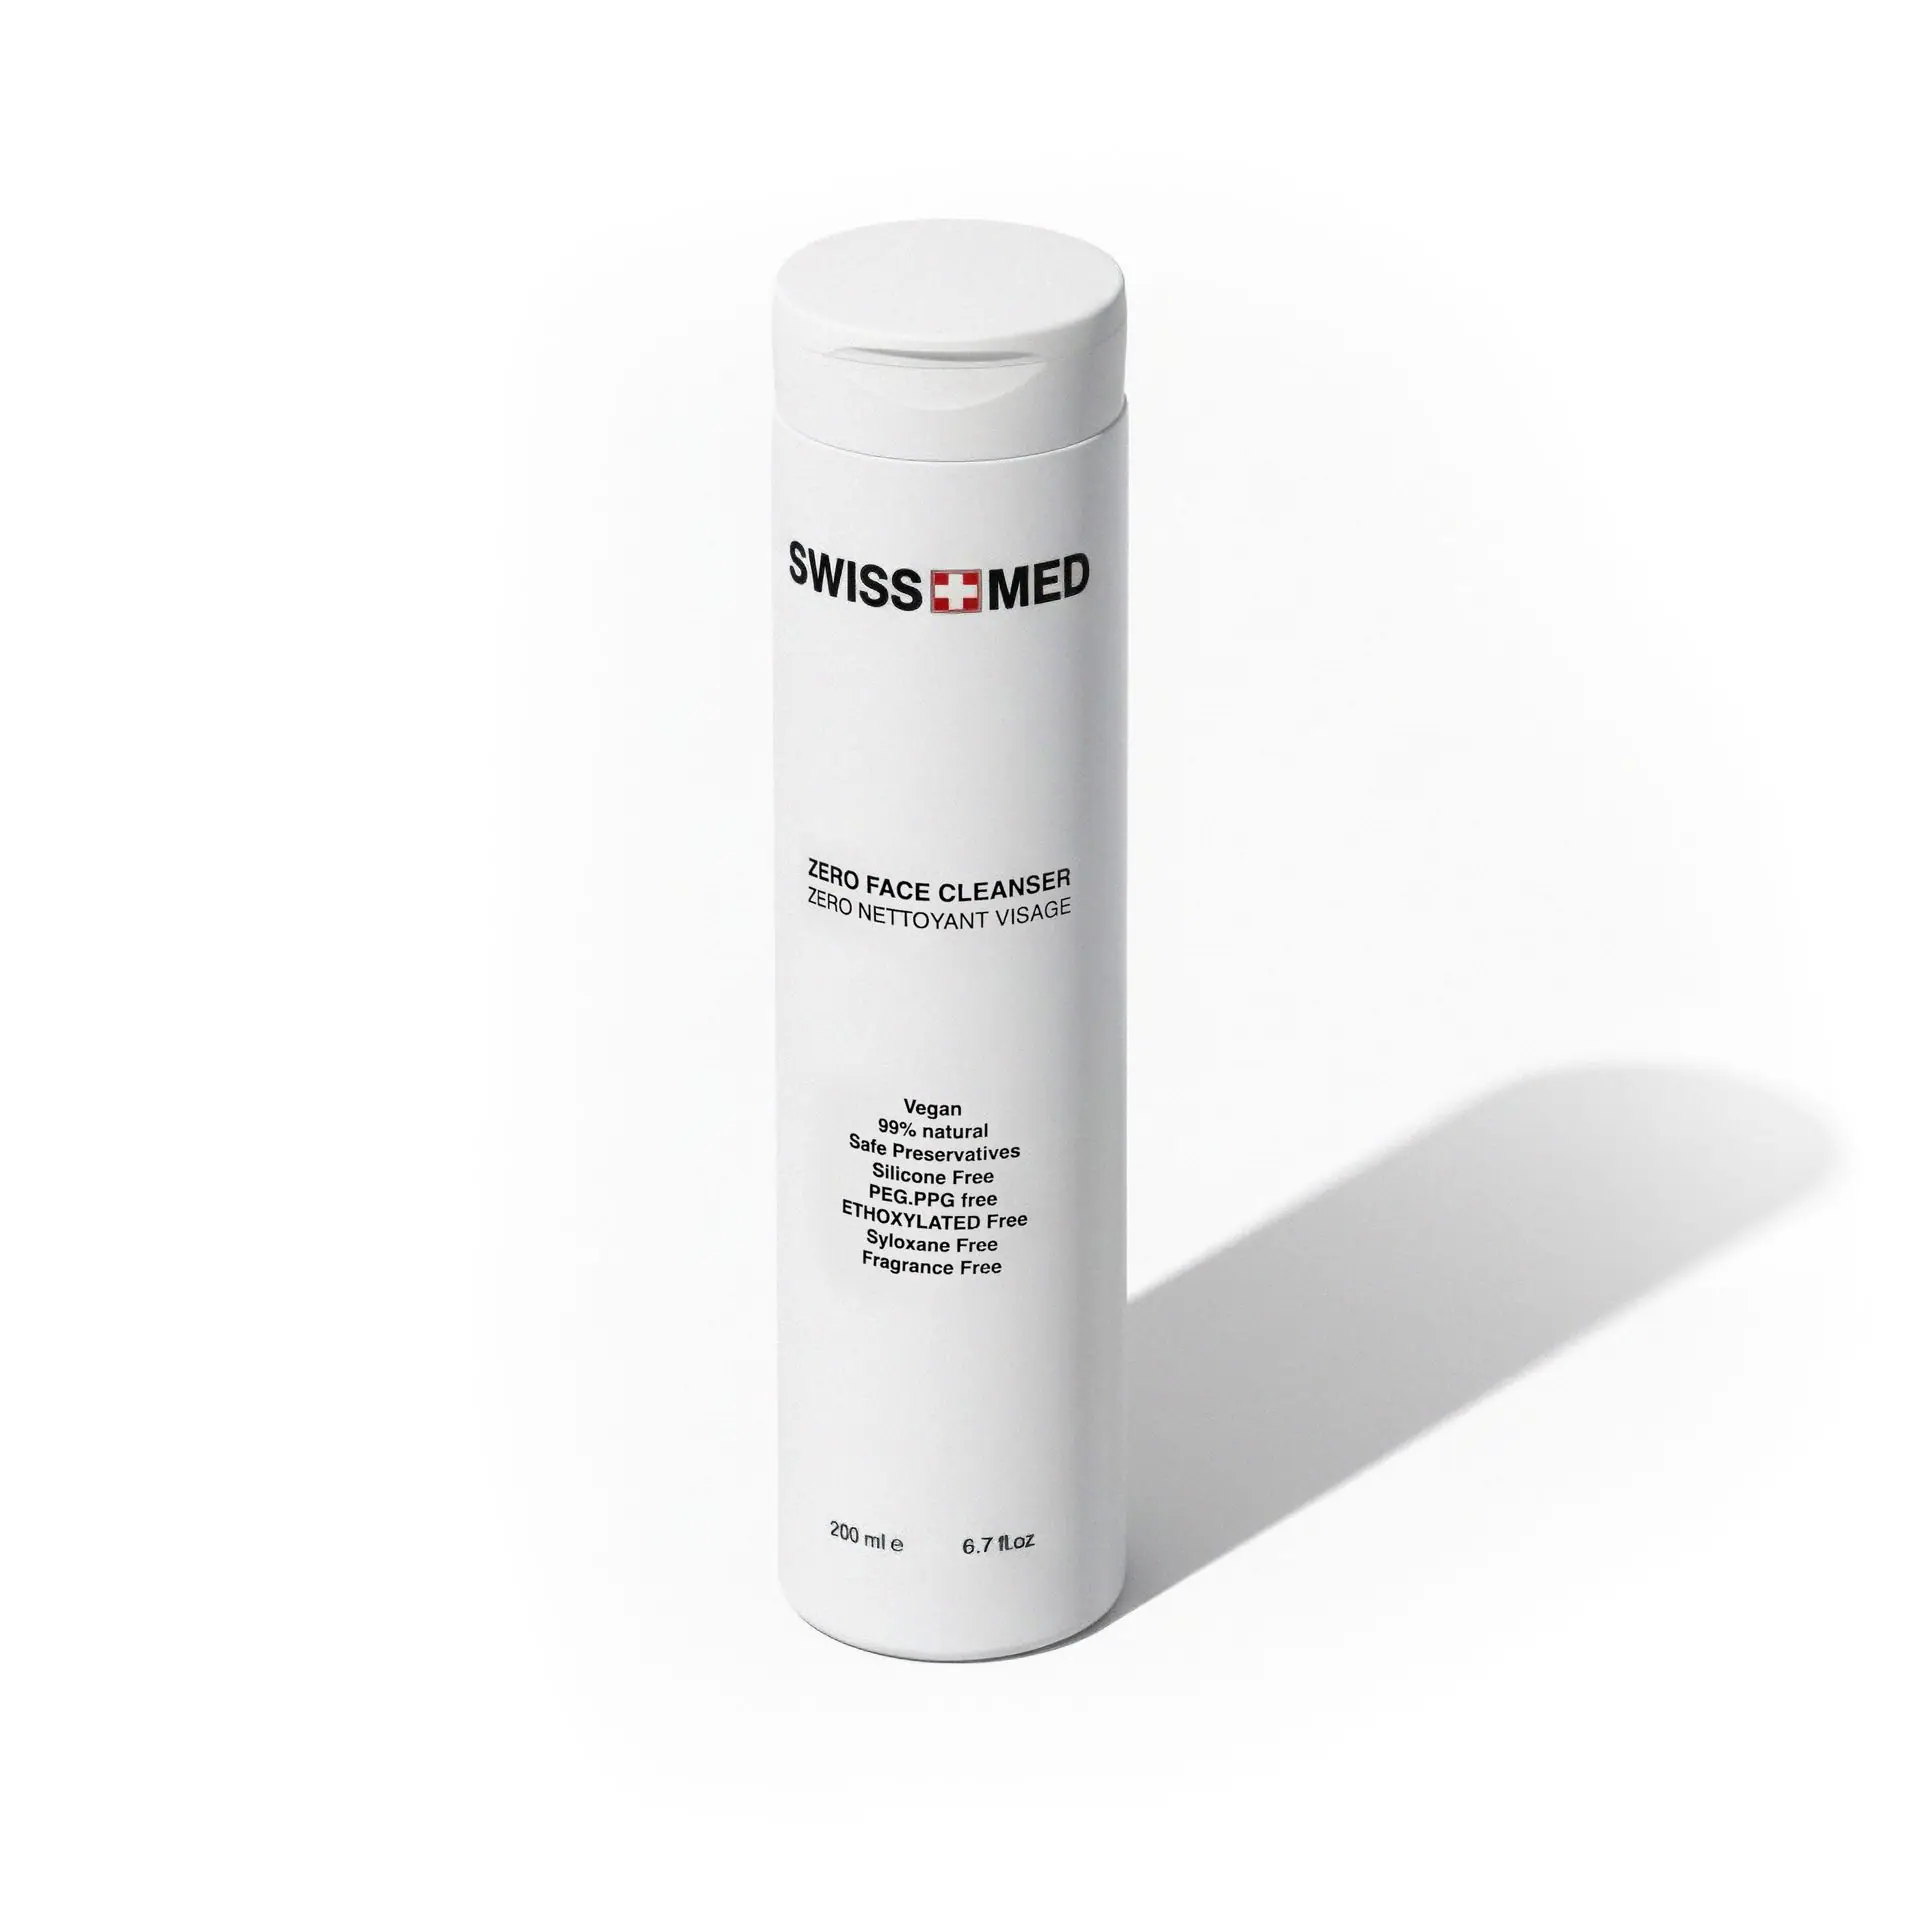 SWISS MED
ZERO FACE CLEANSER
ZERO NETTOYANT VISAGE
Vegan
99% natural
Safe Preservatives
Silicone Free
PEG.PPG free
ETHOXYLATED Free
Syloxane Free
Fragrance Free
200 ml e 6.7 fl.oz